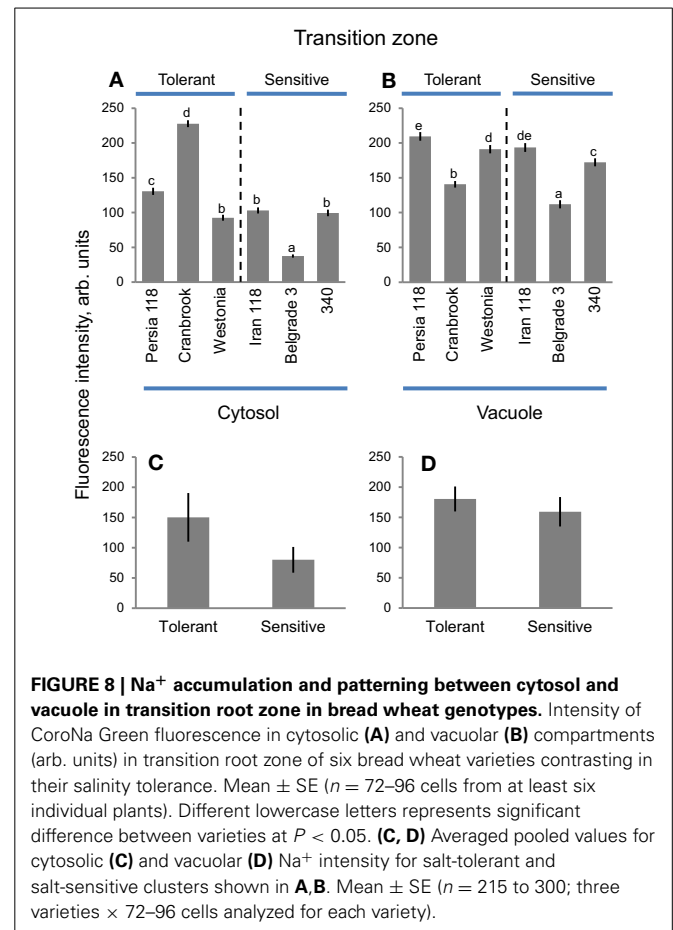 Transition zone
A Tolerant Sensitive
B Tolerant Sensitive
Fluorescence intensity, arb. units
250
200
150
100
50
0
c d b b a b
Persia 118
Cranbrook
Westonia
Iran 118
Belgrade 3
340
Cytosol
250
200
150
100
50
0
e b d de a c
Persia 118
Cranbrook
Westonia
Iran 118
Belgrade 3
340
Vacuole
C
250
200
150
100
50
0
Tolerant Sensitive
D
250
200
150
100
50
0
Tolerant Sensitive
FIGURE 8 | Na+ accumulation and patterning between cytosol and
vacuole in transition root zone in bread wheat genotypes. Intensity of
CoroNa Green fluorescence in cytosolic (A) and vacuolar (B) compartments
(arb. units) in transition root zone of six bread wheat varieties contrasting in
their salinity tolerance. Mean ± SE (n = 72–96 cells from at least six
individual plants). Different lowercase letters represents significant
difference between varieties at P < 0.05. (C, D) Averaged pooled values for
cytosolic (C) and vacuolar (D) Na+ intensity for salt-tolerant and
salt-sensitive clusters shown in A,B. Mean ± SE (n = 215 to 300; three
varieties × 72–96 cells analyzed for each variety).